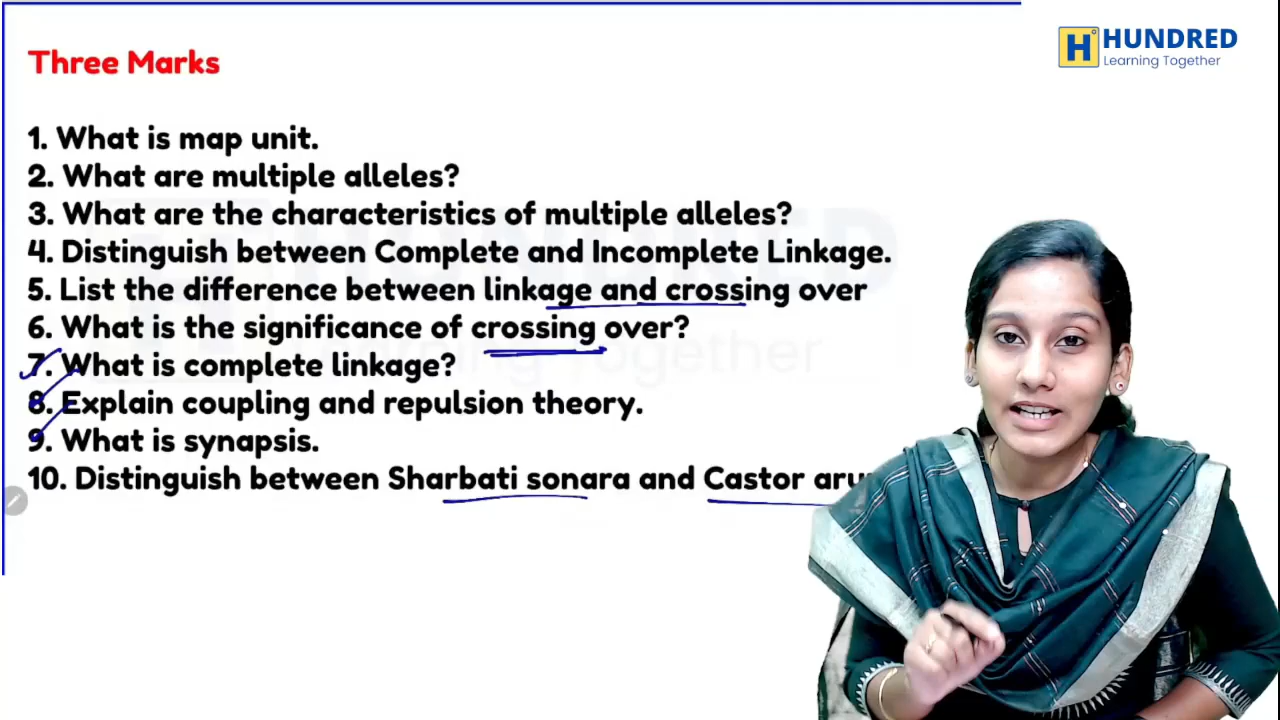 HUNDRED
Learning Together
Three Marks
1. What is map unit.
2. What are multiple alleles?
3. What are the characteristics of multiple alleles?
4. Distinguish between Complete and Incomplete Linkage.
5. List the difference between linkage and crossing over
6. What is the significance of crossing over?
7. What is complete linkage?
8. Explain coupling and repulsion theory.
9. What is synapsis.
10. Distinguish between Sharbati sonara and Castor